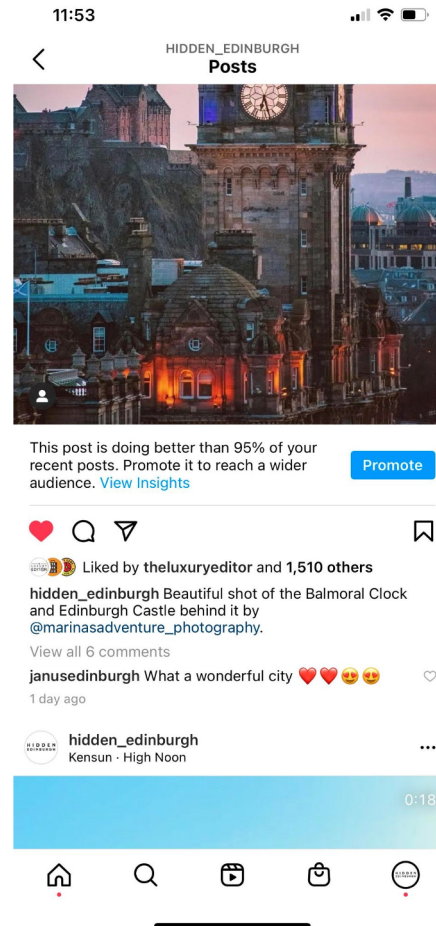 11:53
HIDDEN_EDINBURGH
Posts
This post is doing better than 95% of your
recent posts. Promote it to reach a wider
audience. View Insights
Promote
Liked by theluxuryeditor and 1,510 others
hidden_edinburgh Beautiful shot of the Balmoral Clock
and Edinburgh Castle behind it by
@marinasadventure_photography.
View all 6 comments
janusedinburgh What a wonderful city ❤️❤️😍😍
1 day ago
HIDDEN
EDINBURGH
hidden_edinburgh
Kensun · High Noon
0:18